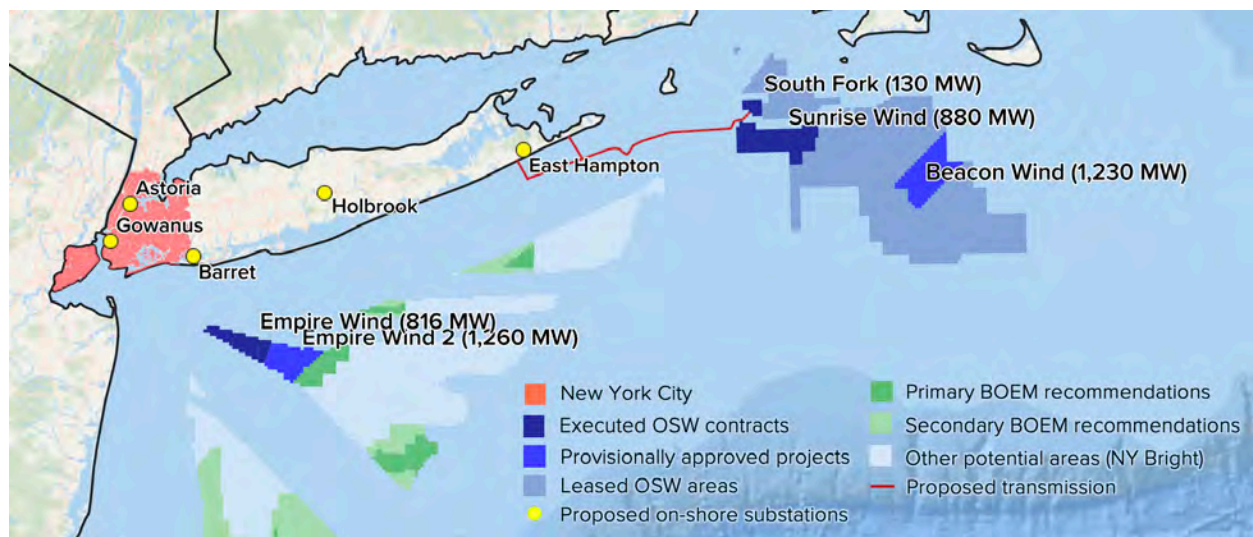 South Fork (130 MW)
Sunrise Wind (880 MW)
East Hampton
Beacon Wind (1,230 MW)
Astoria
Holbrook
Gowanus
Barret
Empire Wind (816 MW)
Empire Wind 2 (1,260 MW)
New York City
Executed OSW contracts
Provisionally approved projects
Leased OSW areas
Proposed on-shore substations
Primary BOEM recommendations
Secondary BOEM recommendations
Other potential areas (NY Bright)
Proposed transmission